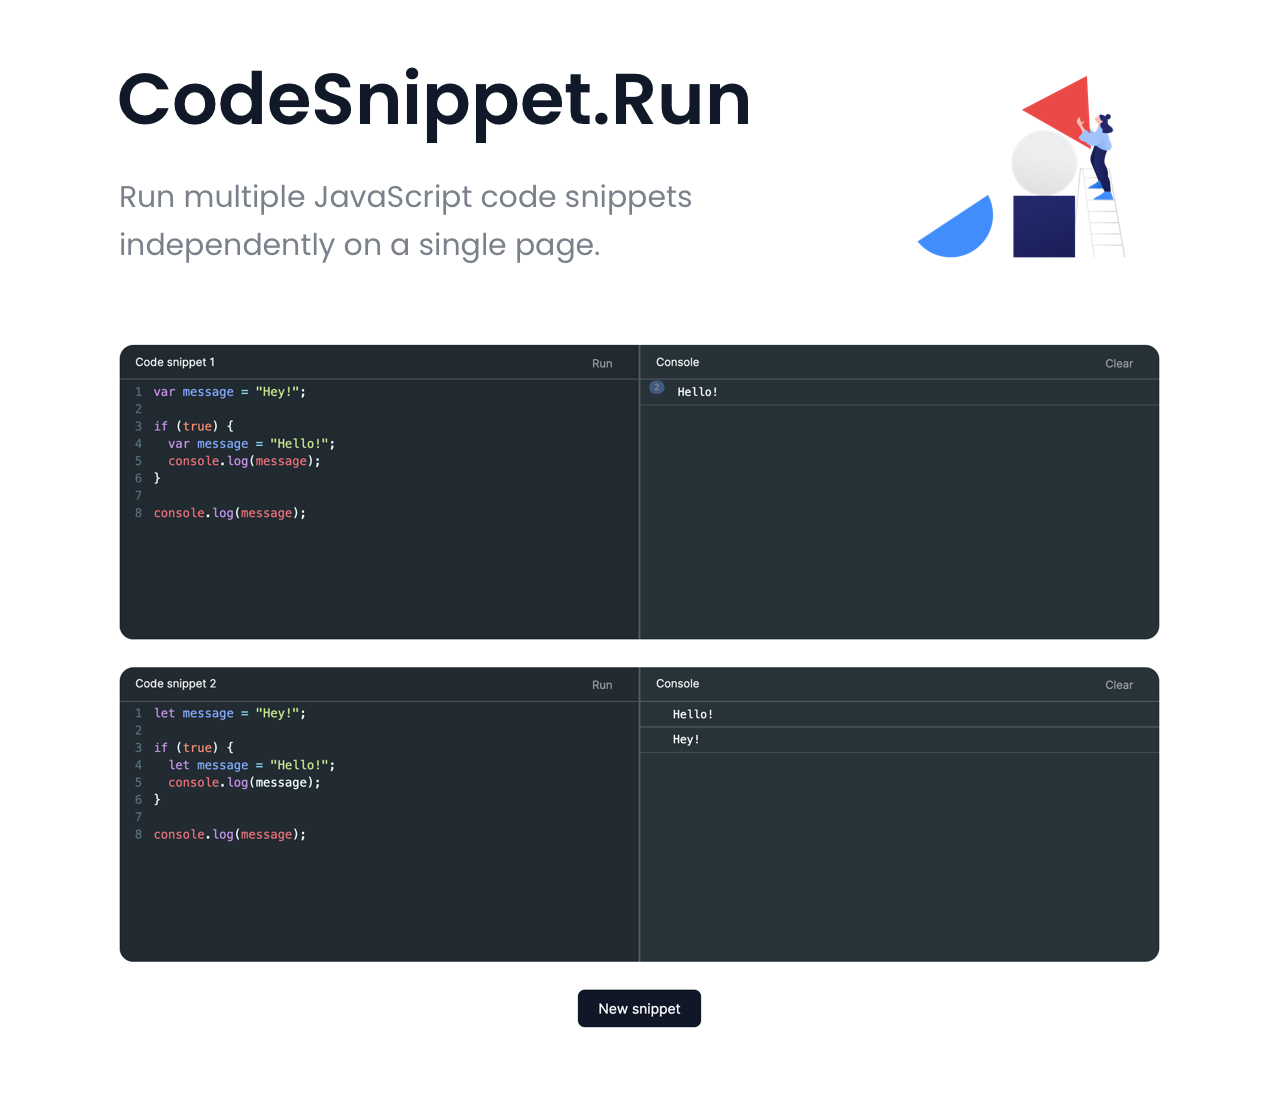 CodeSnippet.Run
Run multiple JavaScript code snippets
independently on a single page.
Code snippet 1
Run
1 var message = "Hey!";
2
3 if (true) {
4   var message = "Hello!";
5   console.log(message);
6 }
7
8 console.log(message);
Console
Clear
2 Hello!
Code snippet 2
Run
1 let message = "Hey!";
2
3 if (true) {
4   let message = "Hello!";
5   console.log(message);
6 }
7
8 console.log(message);
Console
Clear
Hello!
Hey!
New snippet